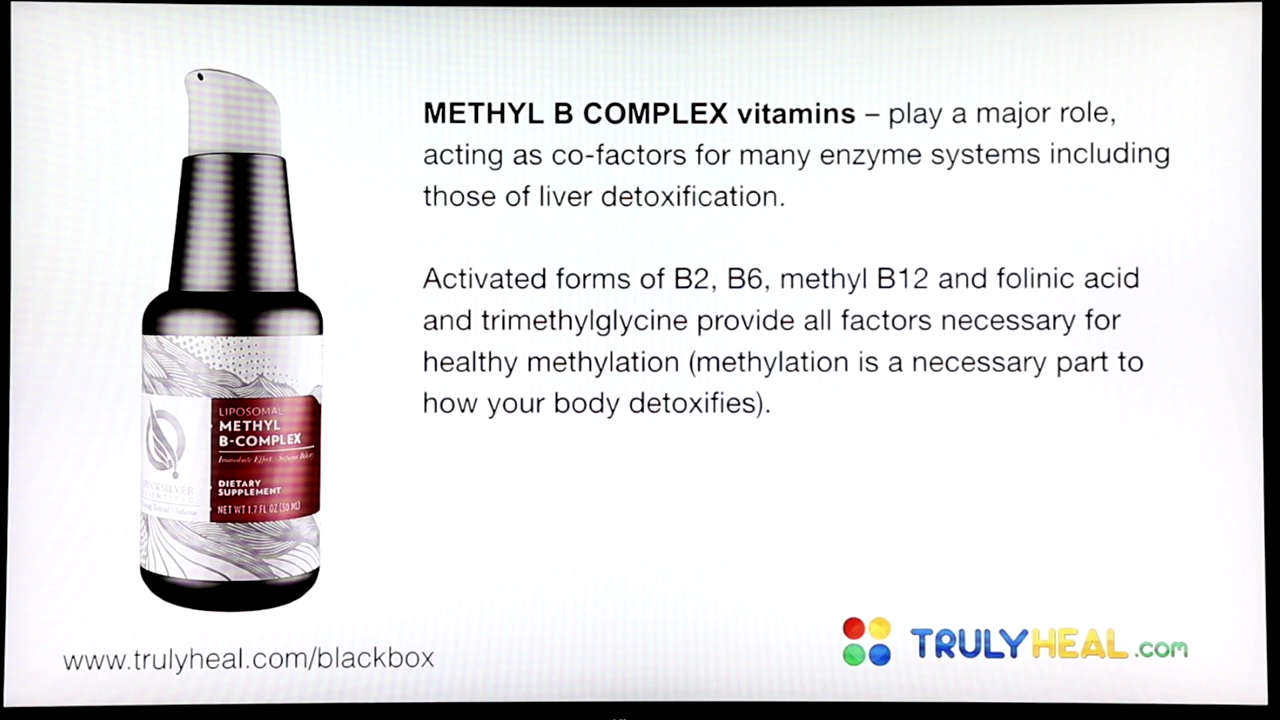 METHYL B COMPLEX vitamins – play a major role,
acting as co-factors for many enzyme systems including
those of liver detoxification.
Activated forms of B2, B6, methyl B12 and folinic acid
and trimethylglycine provide all factors necessary for
healthy methylation (methylation is a necessary part to
how your body detoxifies).
LIPOSOMAL
METHYL
B-COMPLEX
Immediate Effect
DIETARY
SUPPLEMENT
NET WT 1.7 FL OZ (50 ML)
www.trulyheal.com/blackbox
TRULYHEAL.com